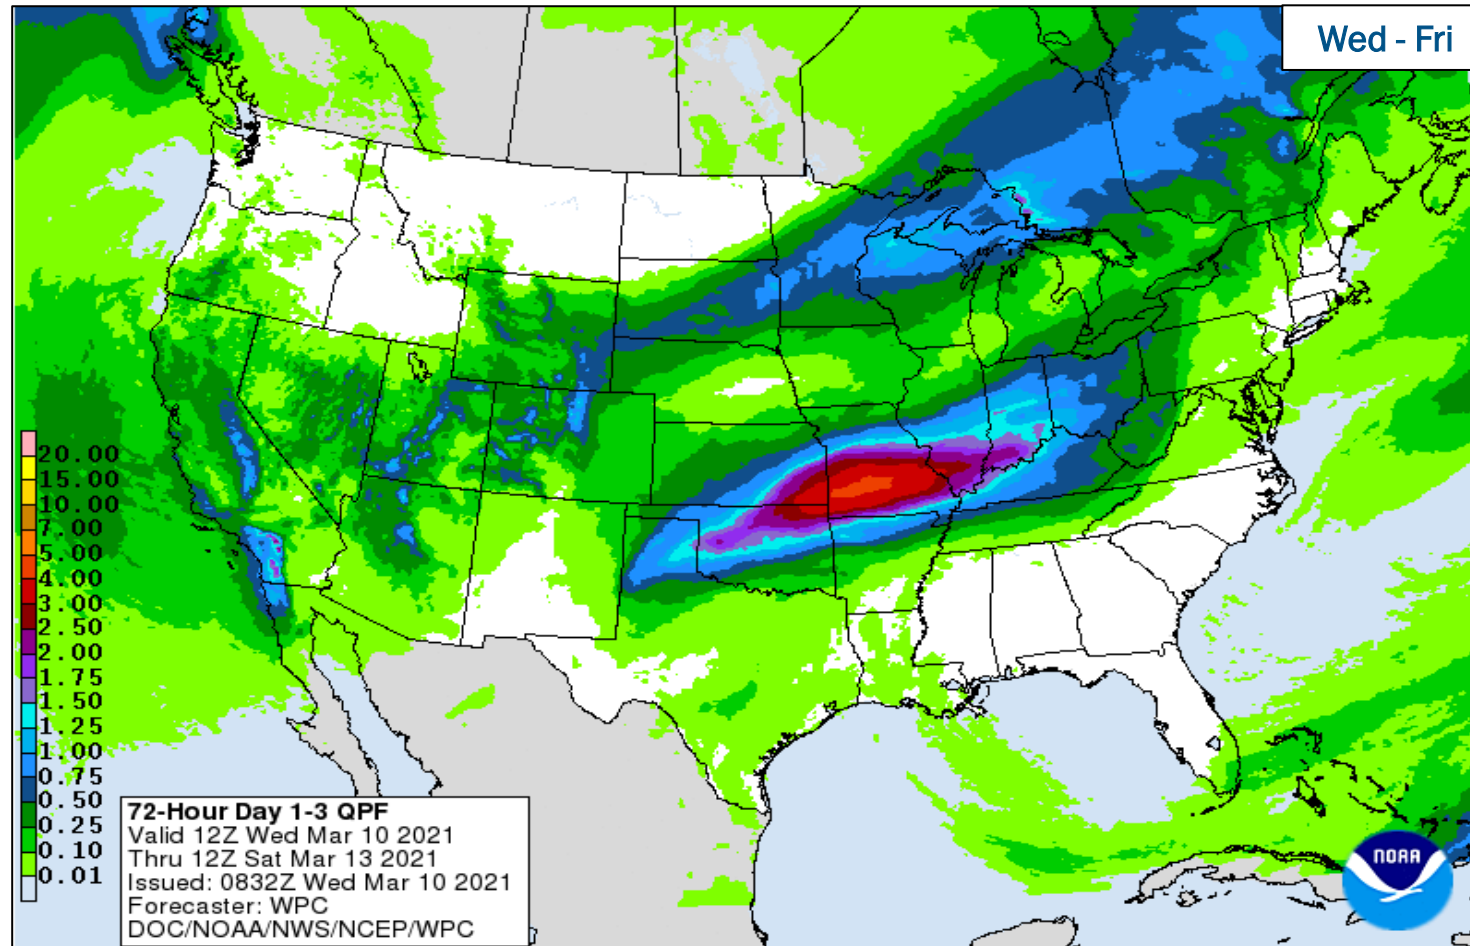 Wed - Fri
20.00
15.00
10.00
7.00
5.00
4.00
3.00
2.50
2.00
1.75
1.50
1.25
1.00
0.75
0.50
0.25
0.10
0.01
72-Hour Day 1-3 QPF
Valid 12Z Wed Mar 10 2021
Thru 12Z Sat Mar 13 2021
Issued: 0832Z Wed Mar 10 2021
Forecaster: WPC
DOC/NOAA/NWS/NCEP/WPC
NOAA